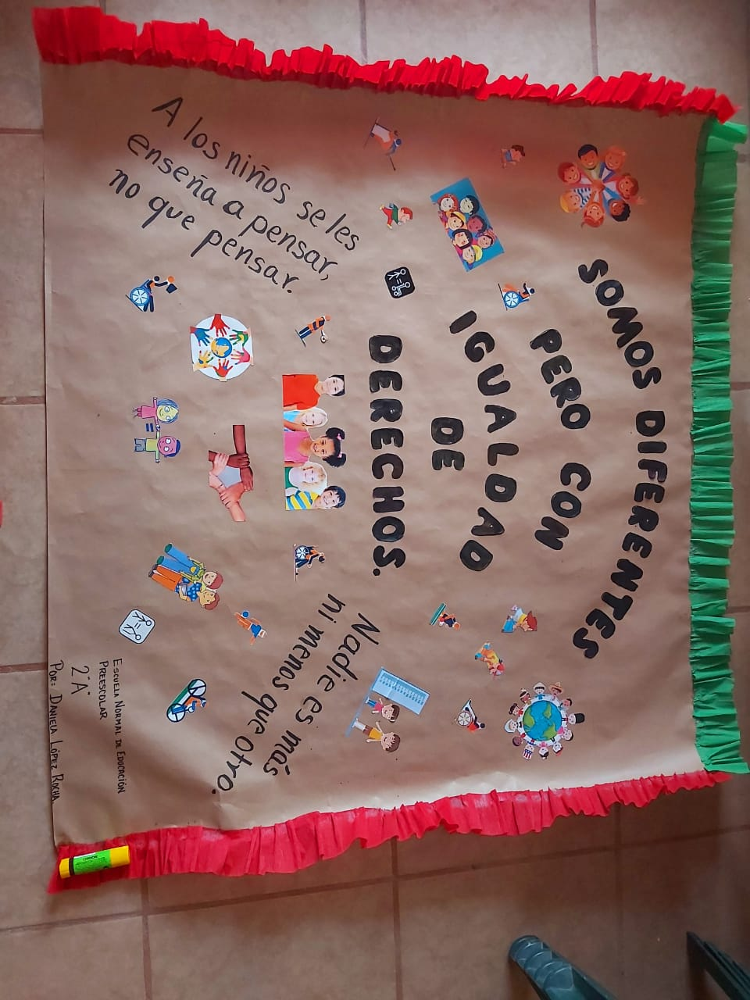 SOMOS DIFERENTES
PERO CON
IGUALDAD
DE
DERECHOS.
A los niños se les
enseña a pensar,
no que pensar.
Nadie es más
ni menos que otro.
ESCUELA NORMAL DE EDUCACIÓN
PREESCOLAR
2°A"
POR: DANIELA LÓPEZ ROCHA